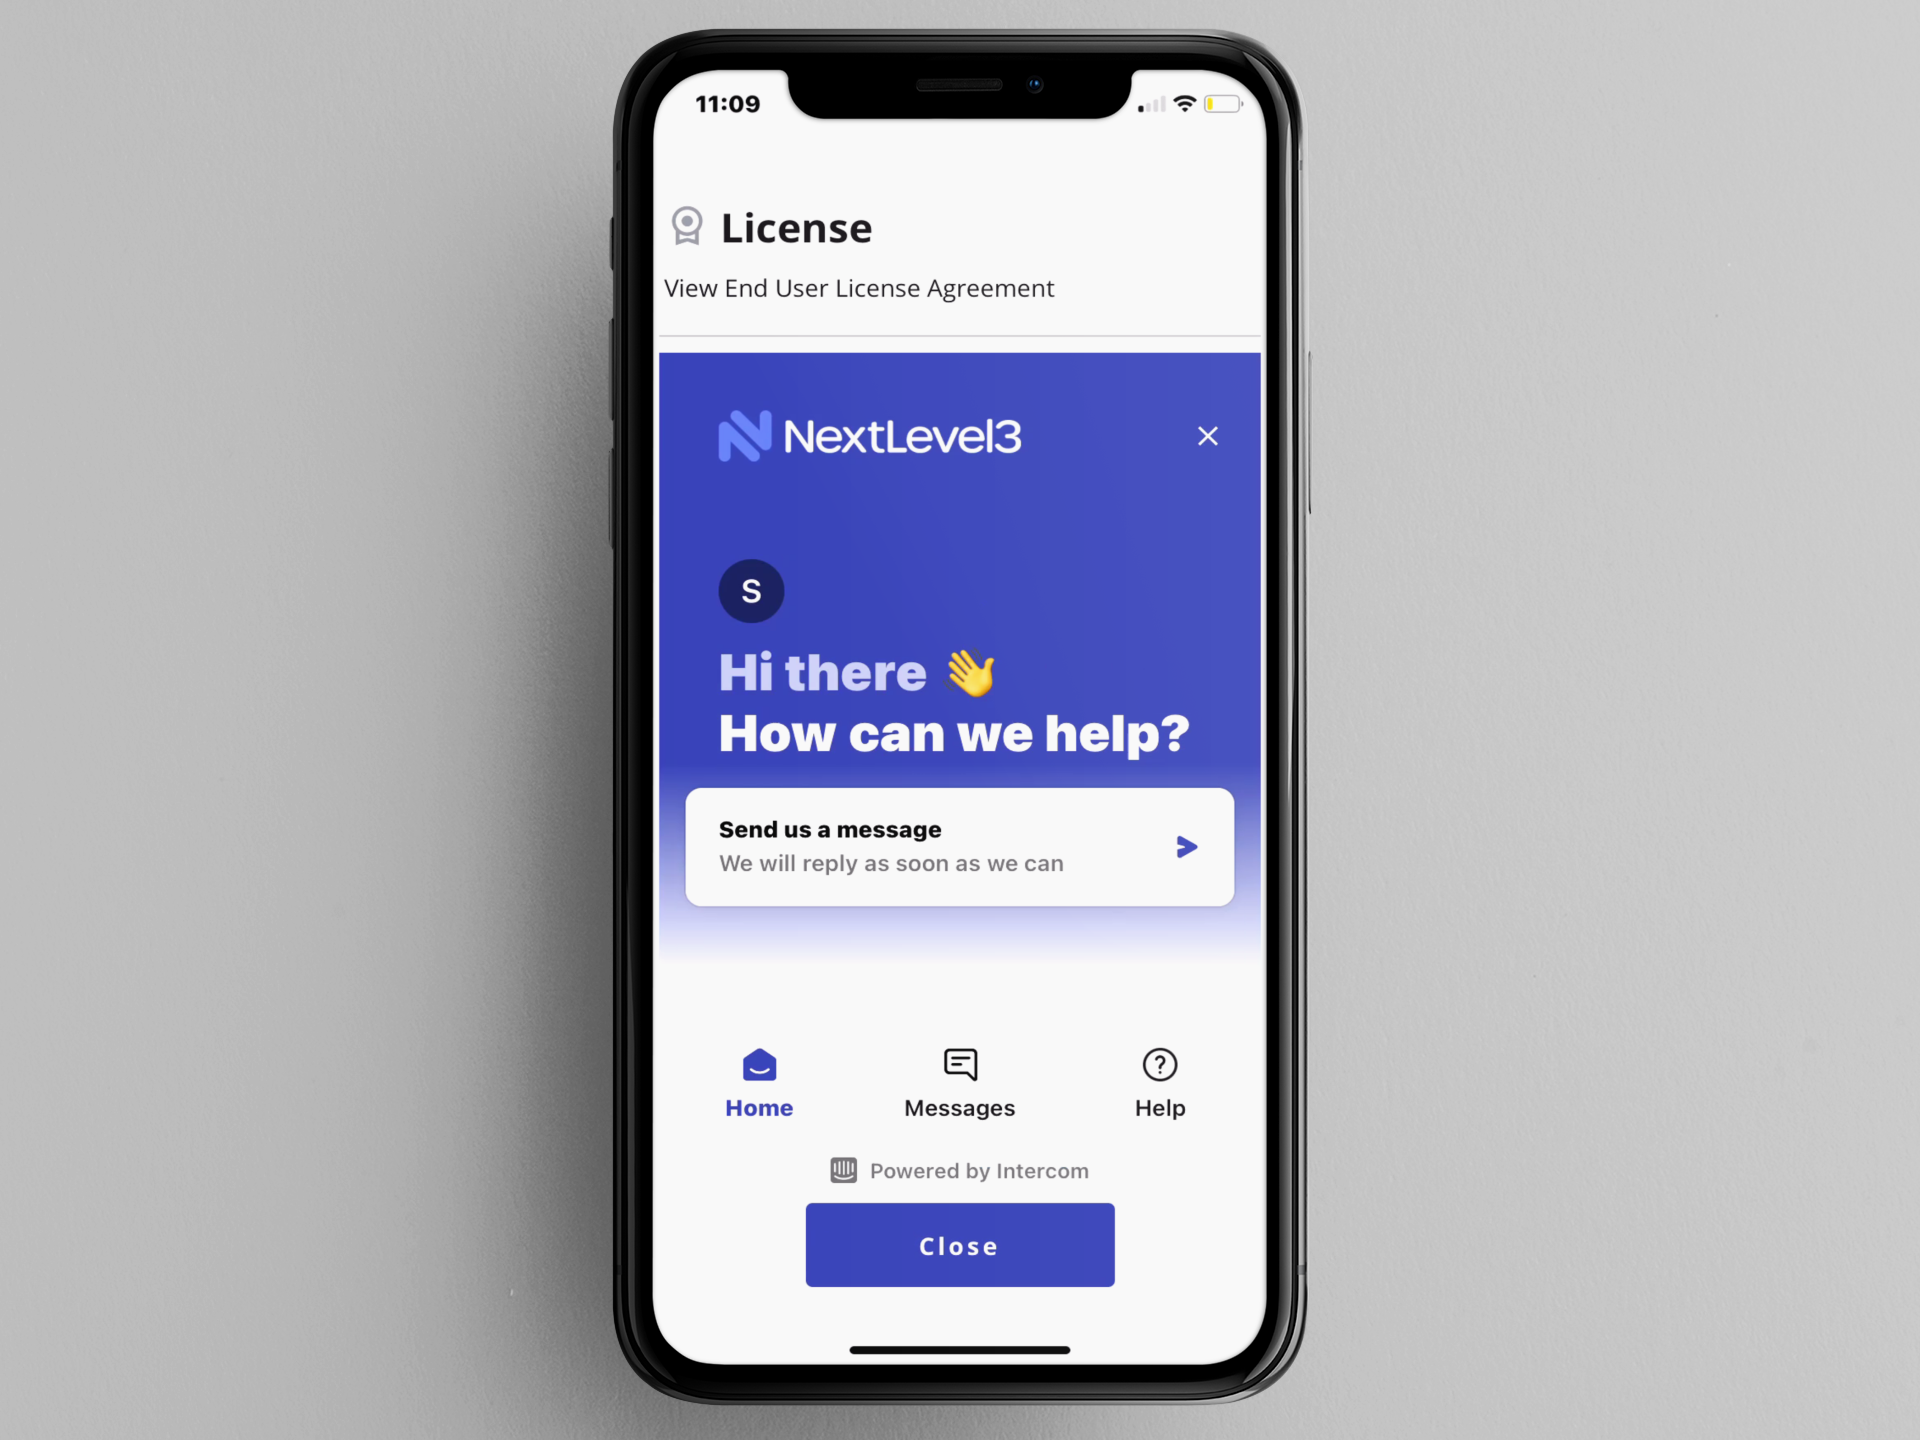 11:09
License
View End User License Agreement
NextLevel3
S
Hi there 👋
How can we help?
Send us a message
We will reply as soon as we can
Home
Messages
Help
Powered by Intercom
Close